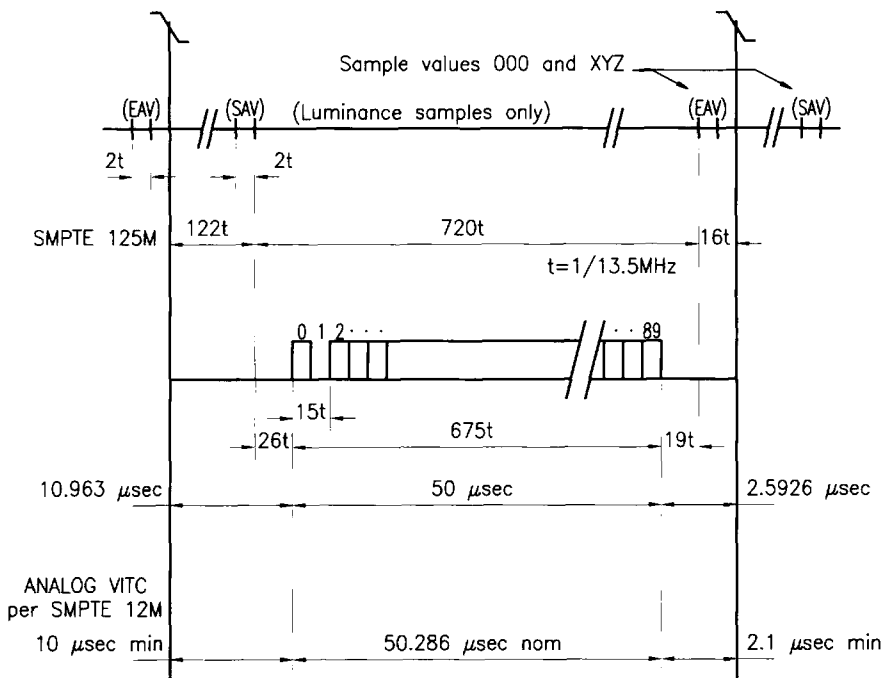 Sample values 000 and XYZ
(EAV) (SAV) (Luminance samples only) (EAV) (SAV)
2t 2t
SMPTE 125M 122t 720t 16t
t=1/13.5MHz
0 1 2 · · · · · 89
15t
26t 675t 19t
10.963 μsec 50 μsec 2.5926 μsec
ANALOG VITC
per SMPTE 12M
10 μsec min 50.286 μsec nom 2.1 μsec min